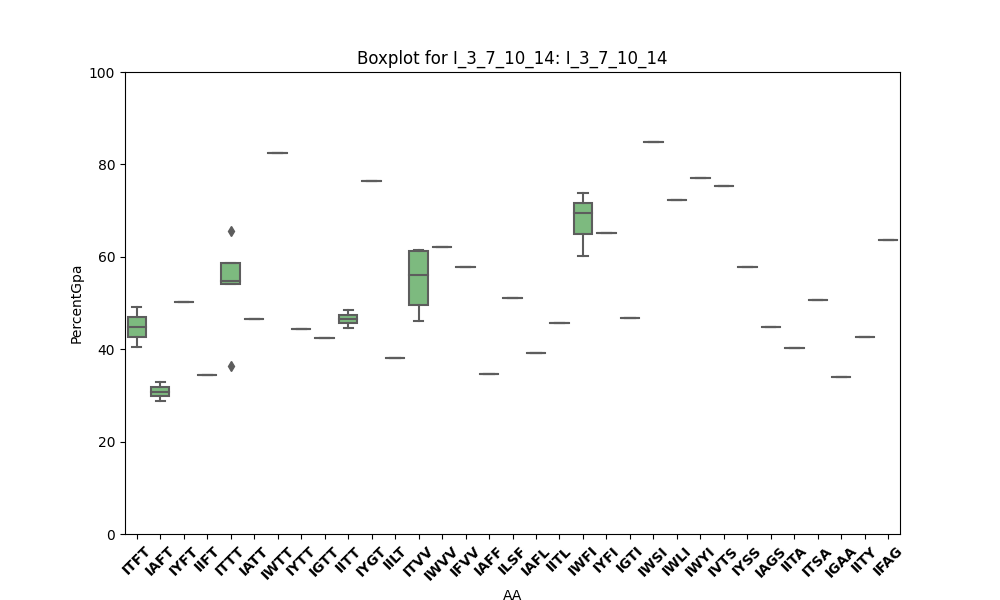 Boxplot for I_3_7_10_14: I_3_7_10_14
100
80
60
40
20
0
PercentGpa
ITFT IAFT IYFT IIFT ITTT IATT IWTT IYTT IGTT IITT IYGT IILT ITVV IWVV IFVV IAFF ILSF IAFL IITL IWFI IYFI IGTI IWSI IWLI IWYI IVTS IYSS IAGS IITA ITSA IGAA IITY IFAG
AA